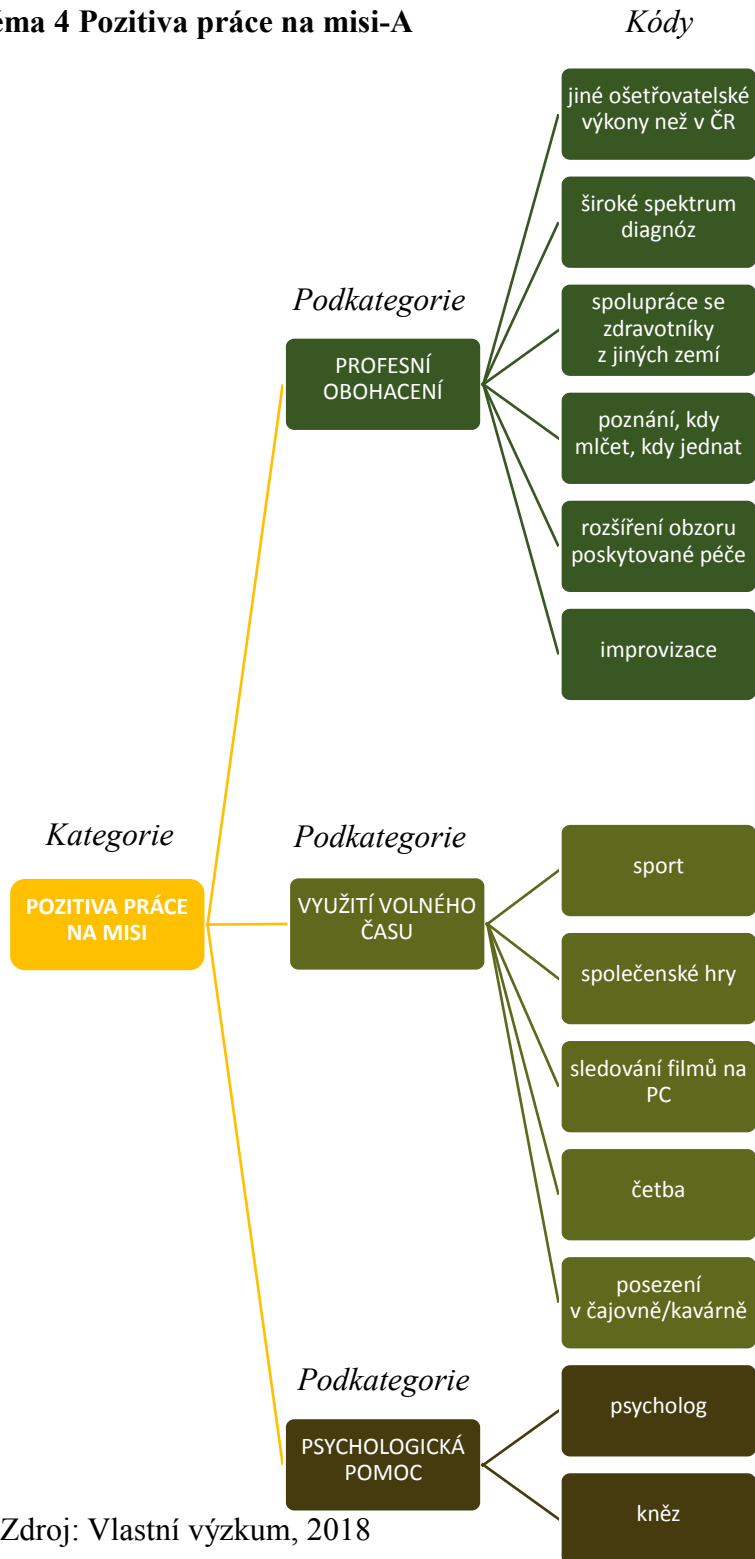 éma 4 Pozitiva práce na misi-A
Kódy
jiné ošetřovatelské
výkony než v ČR
široké spektrum
diagnóz
Podkategorie
spolupráce se
zdravotníky
z jiných zemí
PROFESNÍ
OBOHACENÍ
poznání, kdy
mlčet, kdy jednat
rozšíření obzoru
poskytované péče
improvizace
Kategorie
Podkategorie
sport
POZITIVA PRÁCE
NA MISI
VYUŽITÍ VOLNÉHO
ČASU
společenské hry
sledování filmů na
PC
četba
posezení
v čajovně/kavárně
Podkategorie
psycholog
PSYCHOLOGICKÁ
POMOC
kněz
Zdroj: Vlastní výzkum, 2018